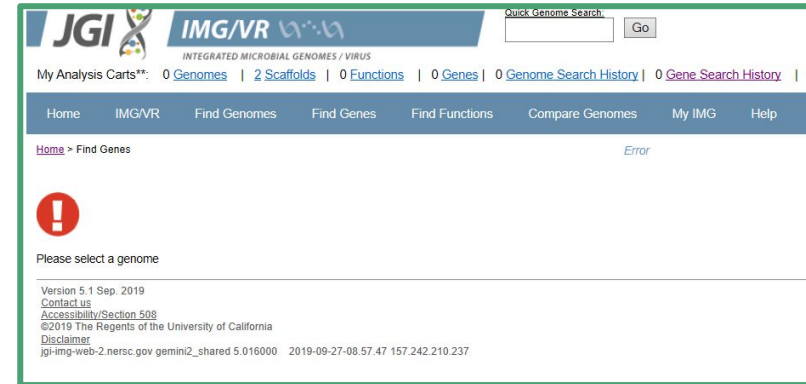 Quick Genome Search:
JGI IMG/VR Go
INTEGRATED MICROBIAL GENOMES / VIRUS
My Analysis Carts**: 0 Genomes | 2 Scaffolds | 0 Functions | 0 Genes | 0 Genome Search History | 0 Gene Search History |
Home IMG/VR Find Genomes Find Genes Find Functions Compare Genomes My IMG Help
Home > Find Genes Error
Please select a genome
Version 5.1 Sep. 2019
Contact us
Accessibility/Section 508
©2019 The Regents of the University of California
Disclaimer
jgi-img-web-2.nersc.gov gemini2_shared 5.016000 2019-09-27-08.57.47 157.242.210.237